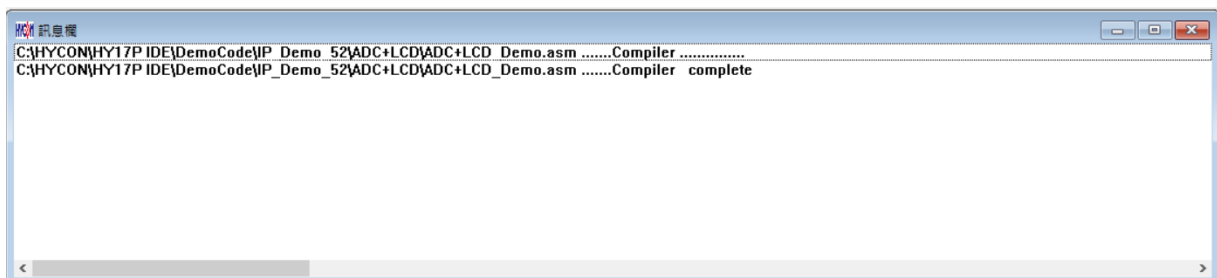 HYCON 訊息欄
C:\HYCON\HY17P IDE\DemoCode\IP_Demo_52\ADC+LCD\ADC+LCD_Demo.asm .......Compiler ..............
C:\HYCON\HY17P IDE\DemoCode\IP_Demo_52\ADC+LCD\ADC+LCD_Demo.asm .......Compiler   complete